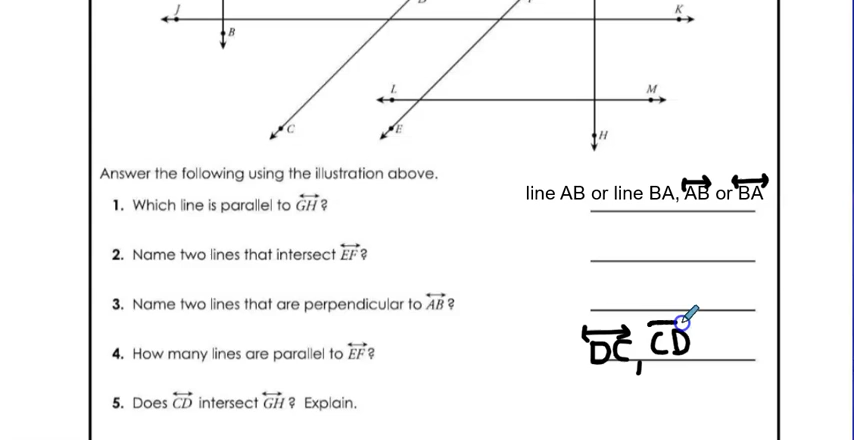 J K
B
L M
C E H
Answer the following using the illustration above.
line AB or line BA, AB or BA
1. Which line is parallel to GH?
2. Name two lines that intersect EF?
3. Name two lines that are perpendicular to AB?
DC, CD
4. How many lines are parallel to EF?
5. Does CD intersect GH? Explain.